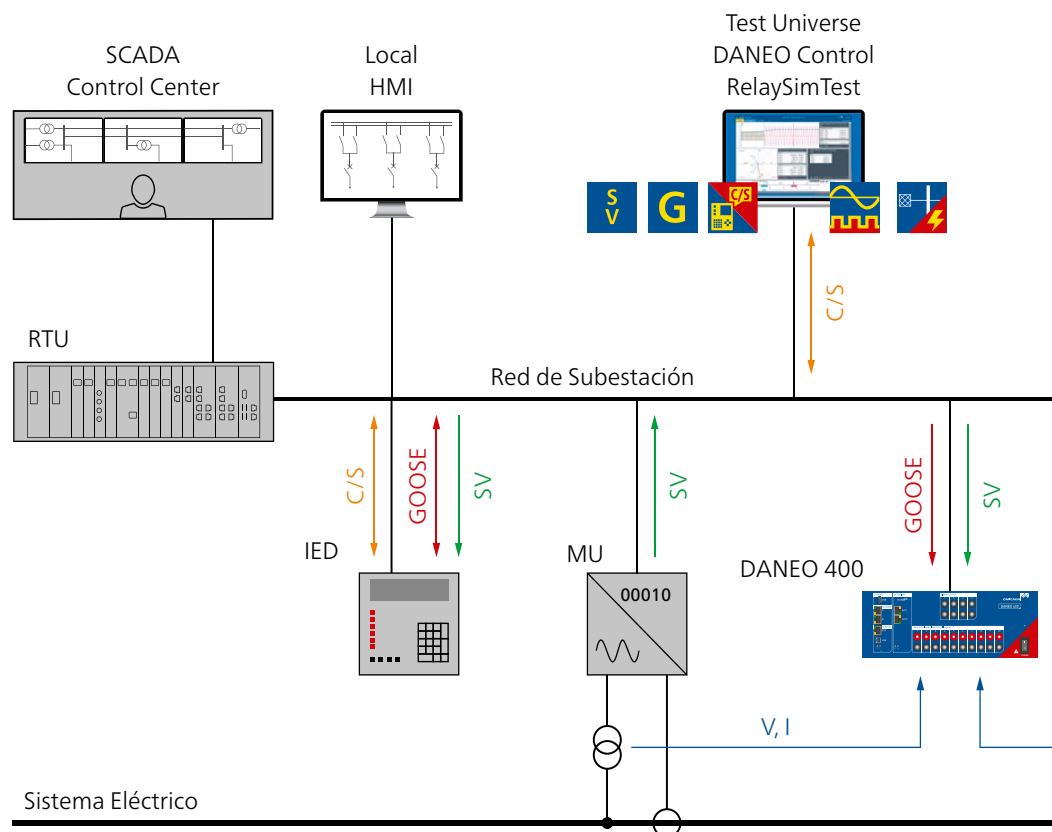 SCADA
Control Center
Local
HMI
Test Universe
DANEO Control
RelaySimTest
S
V
G
C/S
C/S
RTU
Red de Subestación
C/S
GOOSE
SV
SV
GOOSE
SV
IED
MU
DANEO 400
00010
V, I
Sistema Eléctrico